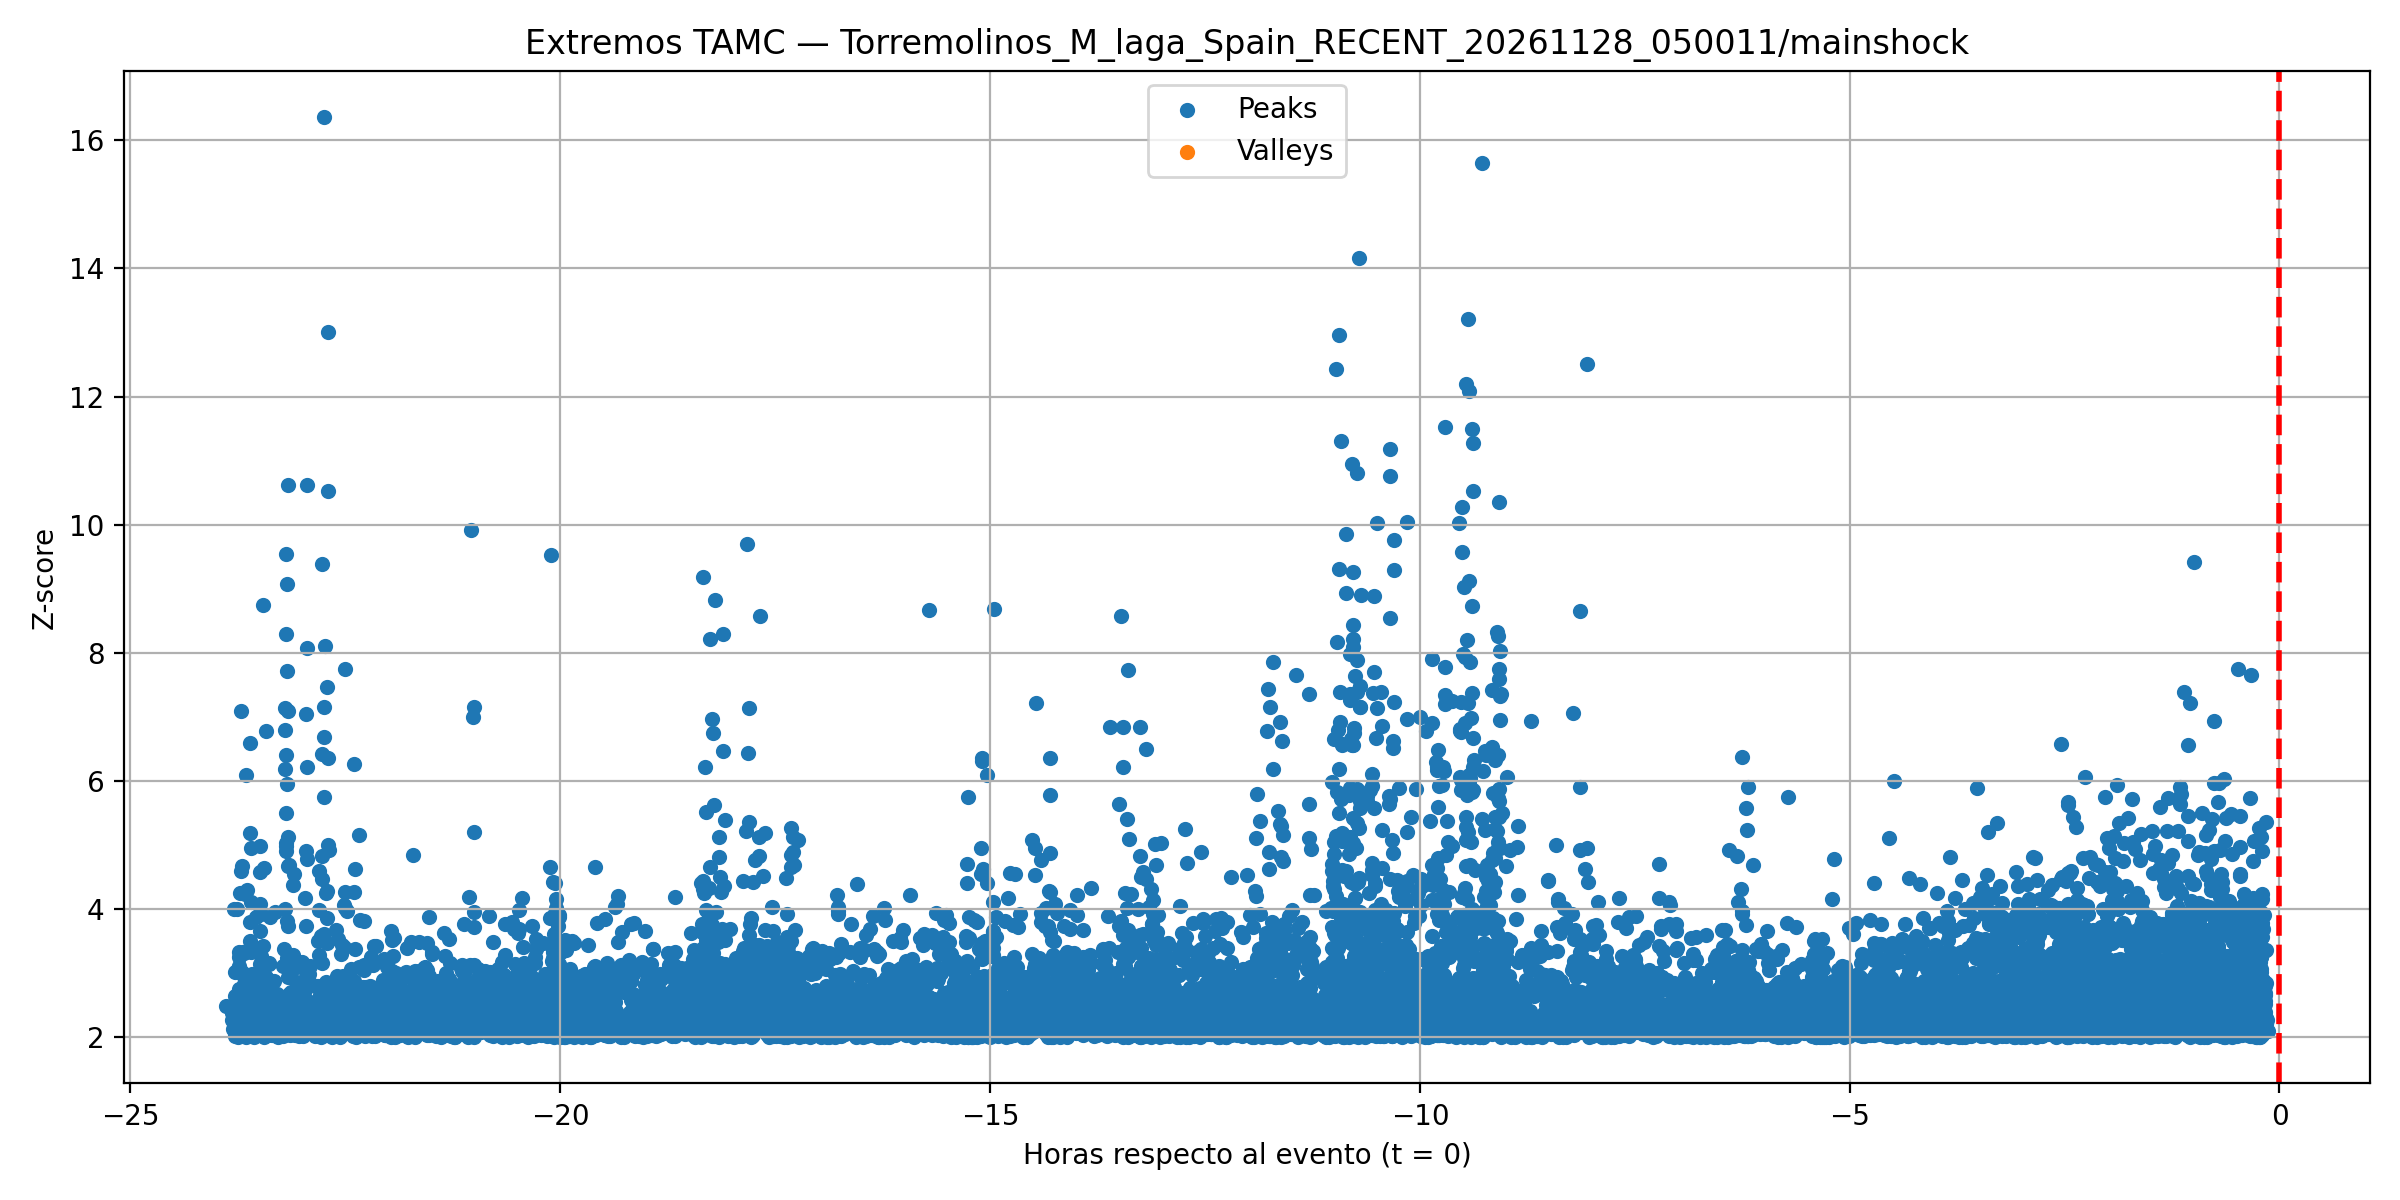 Extremos TAMC — Torremolinos_M_laga_Spain_RECENT_20261128_050011/mainshock
Peaks
Valleys
16
14
12
10
8
6
4
2
Z-score
−25
−20
−15
−10
−5
0
Horas respecto al evento (t = 0)